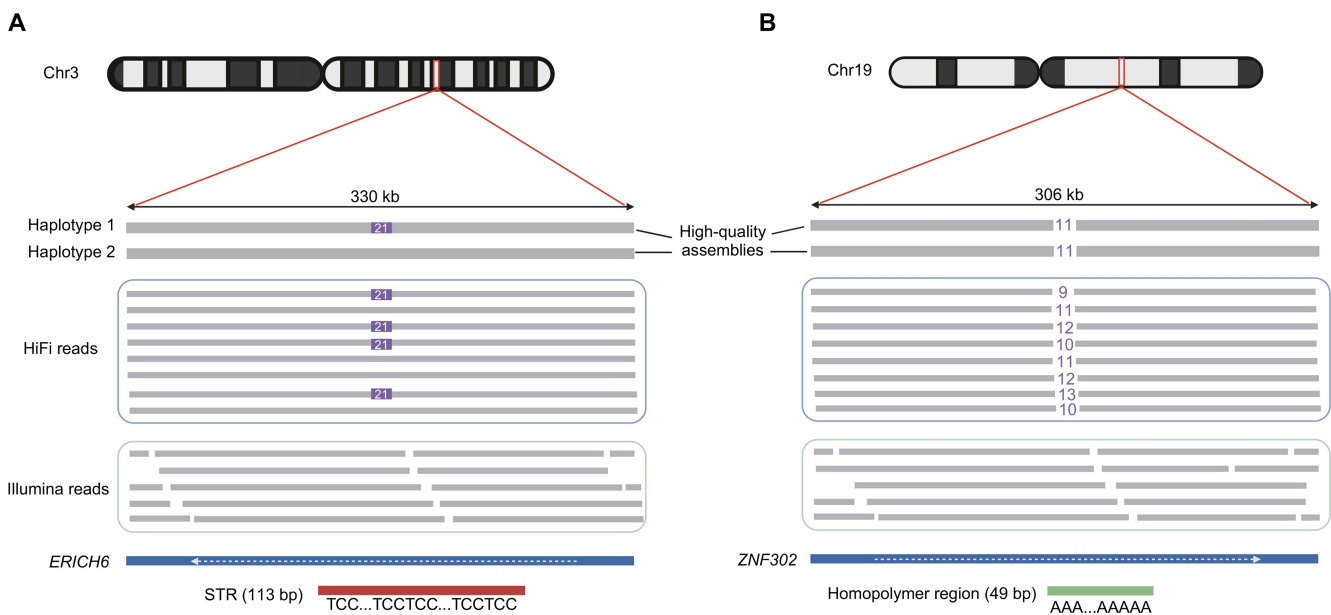 A
B
Chr3
Chr19
330 kb
306 kb
Haplotype 1
21
High-quality
assemblies
11
Haplotype 2
11
HiFi reads
21
21
21
21
9
11
12
10
11
12
13
10
Illumina reads
ERICH6
ZNF302
STR (113 bp)
TCC...TCCTCC...TCCTCC
Homopolymer region (49 bp)
AAA...AAAAA